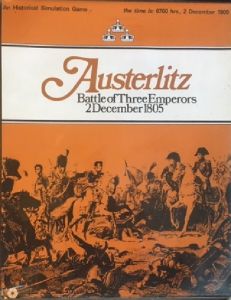 An Historical Simulation Game.
the time is: 0700 hrs., 2 December 1805
Austerlitz
Battle of Three Emperors
2 December 1805